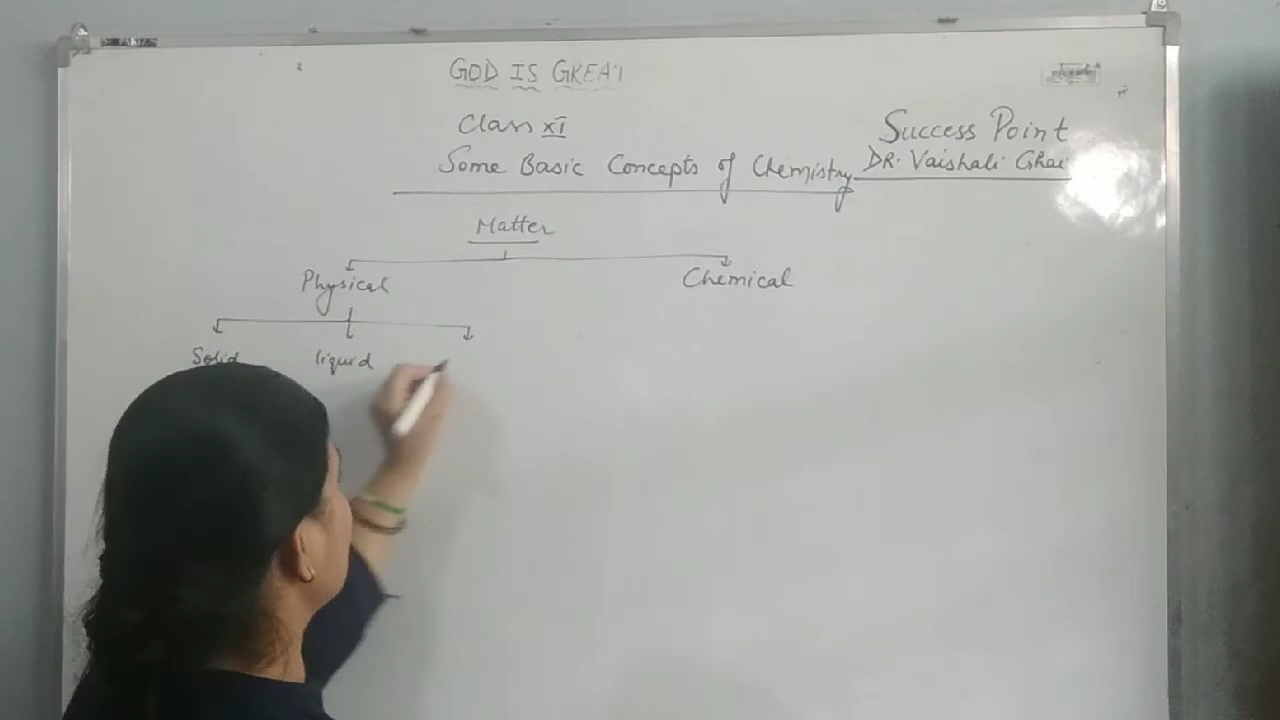 GOD IS GREAT
Class XI
Success Point
Some Basic Concepts of Chemistry
DR. Vaishali Ghai
Matter
Physical
Chemical
Solid
liquid